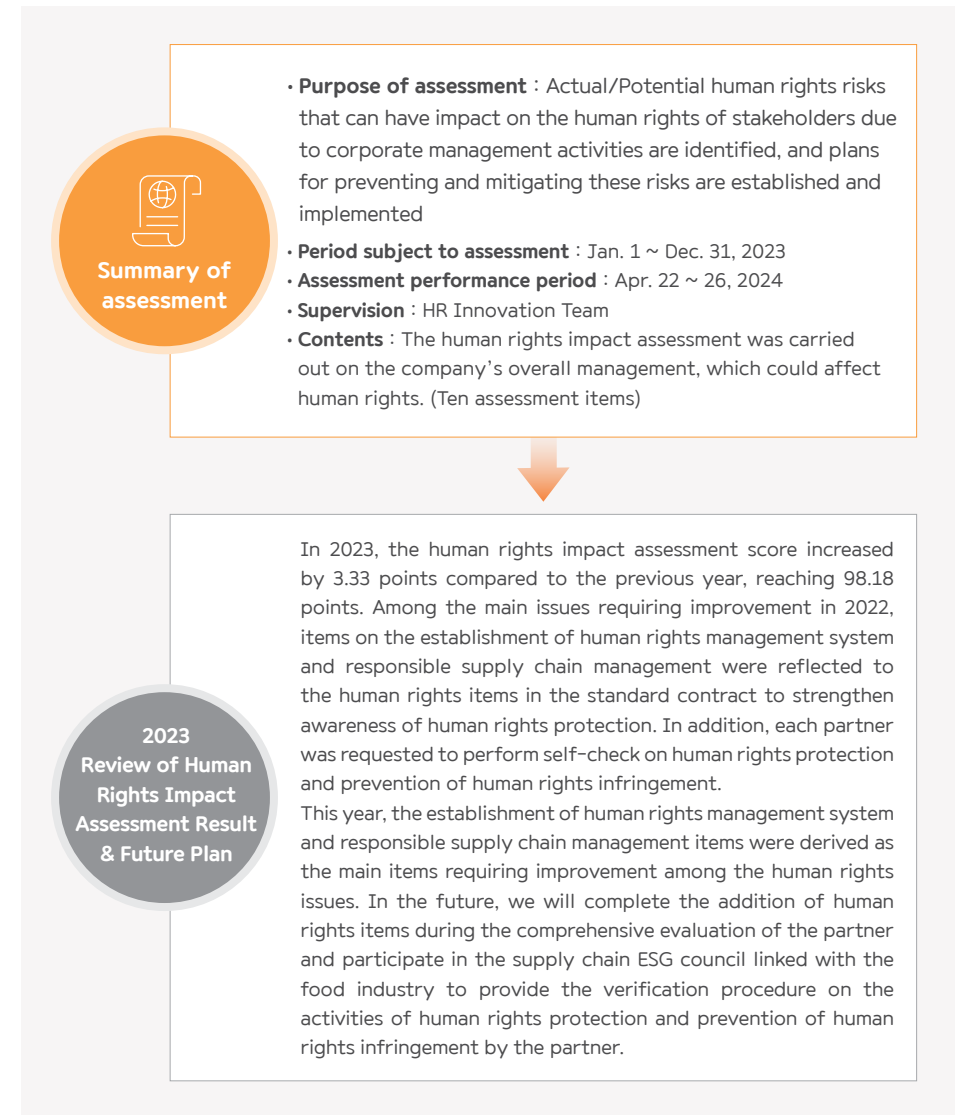 Summary of
assessment
· Purpose of assessment : Actual/Potential human rights risks
that can have impact on the human rights of stakeholders due
to corporate management activities are identified, and plans
for preventing and mitigating these risks are established and
implemented
· Period subject to assessment : Jan. 1 ~ Dec. 31, 2023
· Assessment performance period : Apr. 22 ~ 26, 2024
· Supervision : HR Innovation Team
· Contents : The human rights impact assessment was carried
out on the company's overall management, which could affect
human rights. (Ten assessment items)
2023
Review of Human
Rights Impact
Assessment Result
& Future Plan
In 2023, the human rights impact assessment score increased
by 3.33 points compared to the previous year, reaching 98.18
points. Among the main issues requiring improvement in 2022,
items on the establishment of human rights management system
and responsible supply chain management were reflected to
the human rights items in the standard contract to strengthen
awareness of human rights protection. In addition, each partner
was requested to perform self-check on human rights protection
and prevention of human rights infringement.
This year, the establishment of human rights management system
and responsible supply chain management items were derived as
the main items requiring improvement among the human rights
issues. In the future, we will complete the addition of human
rights items during the comprehensive evaluation of the partner
and participate in the supply chain ESG council linked with the
food industry to provide the verification procedure on the
activities of human rights protection and prevention of human
rights infringement by the partner.